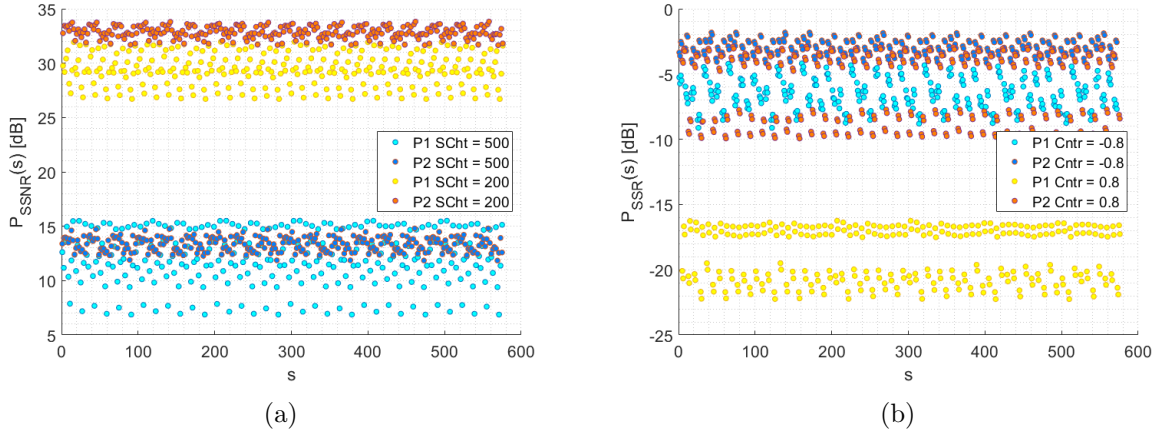 35
30
25
20
15
10
5
P_SSNR(s) [dB]
P1 SCht = 500
P2 SCht = 500
P1 SCht = 200
P2 SCht = 200
0 100 200 300 400 500 600
s
(a)
0
-5
-10
-15
-20
-25
P_SSR(s) [dB]
P1 Cntr = -0.8
P2 Cntr = -0.8
P1 Cntr = 0.8
P2 Cntr = 0.8
0 100 200 300 400 500 600
s
(b)